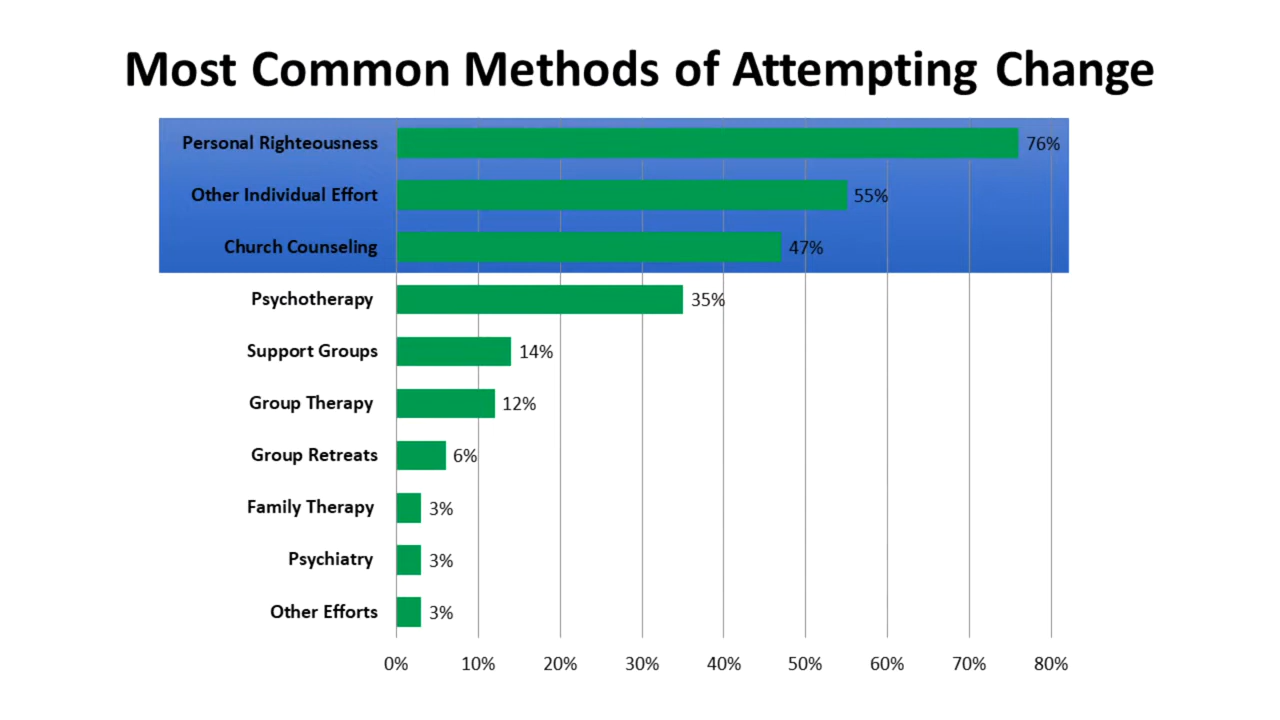 Most Common Methods of Attempting Change
Personal Righteousness 76%
Other Individual Effort 55%
Church Counseling 47%
Psychotherapy 35%
Support Groups 14%
Group Therapy 12%
Group Retreats 6%
Family Therapy 3%
Psychiatry 3%
Other Efforts 3%
0% 10% 20% 30% 40% 50% 60% 70% 80%